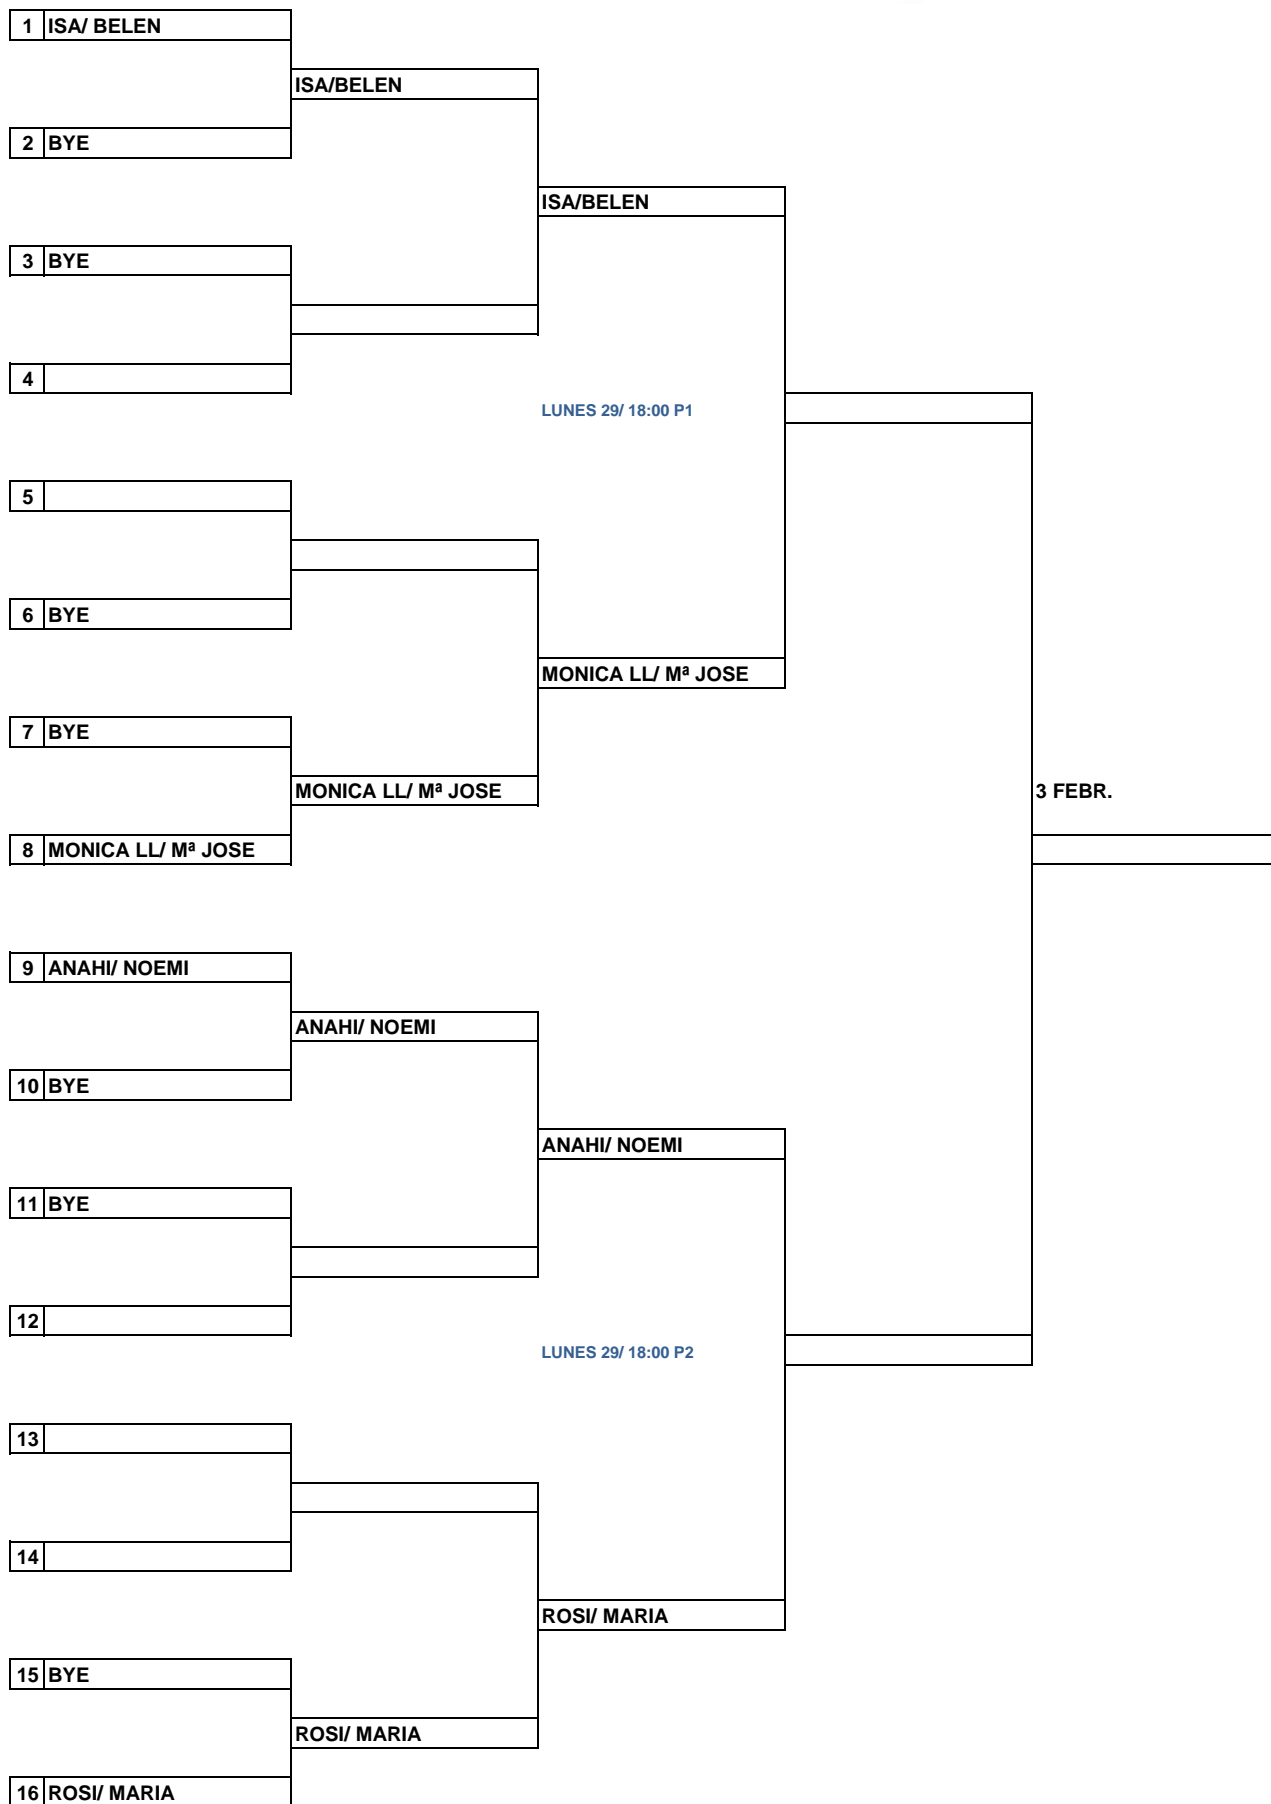 1 ISA/ BELEN
ISA/BELEN
2 BYE
ISA/BELEN
3 BYE
4
LUNES 29/ 18:00 P1
5
6 BYE
MONICA LL/ Mª JOSE
7 BYE
MONICA LL/ Mª JOSE
3 FEBR.
8 MONICA LL/ Mª JOSE
9 ANAHI/ NOEMI
ANAHI/ NOEMI
10 BYE
ANAHI/ NOEMI
11 BYE
12
LUNES 29/ 18:00 P2
13
14
ROSI/ MARIA
15 BYE
ROSI/ MARIA
16 ROSI/ MARIA